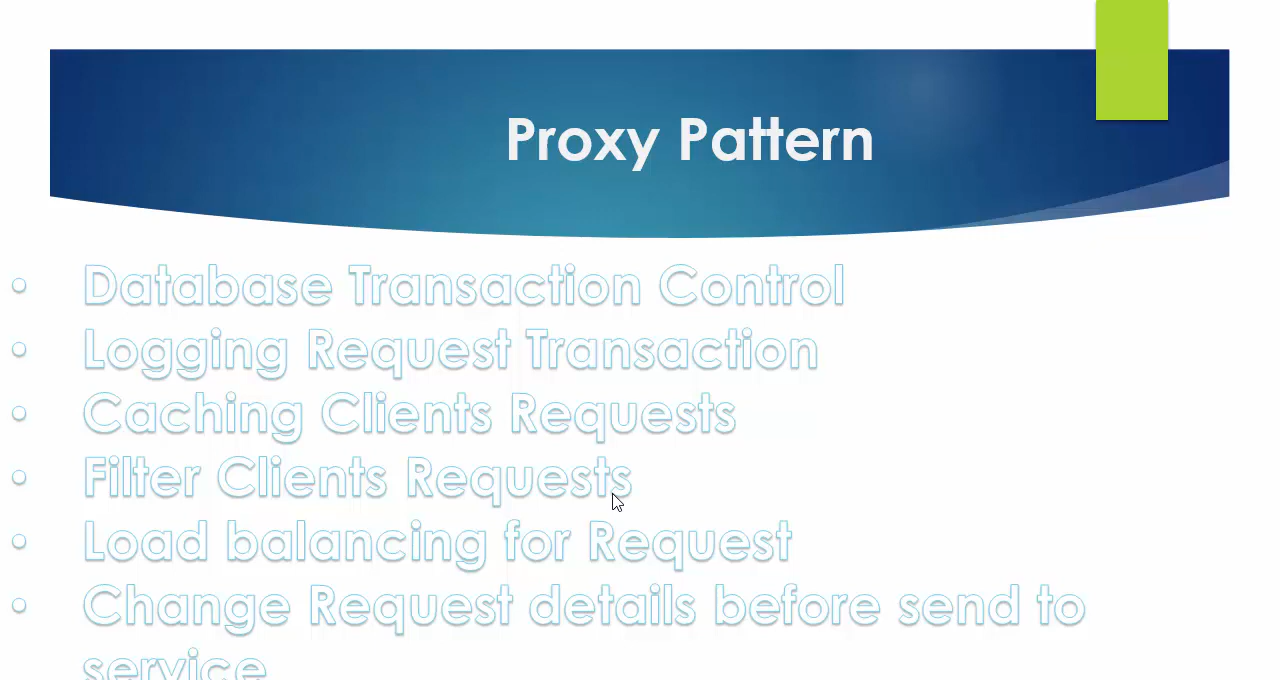 Proxy Pattern
• Database Transaction Control
• Logging Request Transaction
• Caching Clients Requests
• Filter Clients Requests
• Load balancing for Request
• Change Request details before send to
service